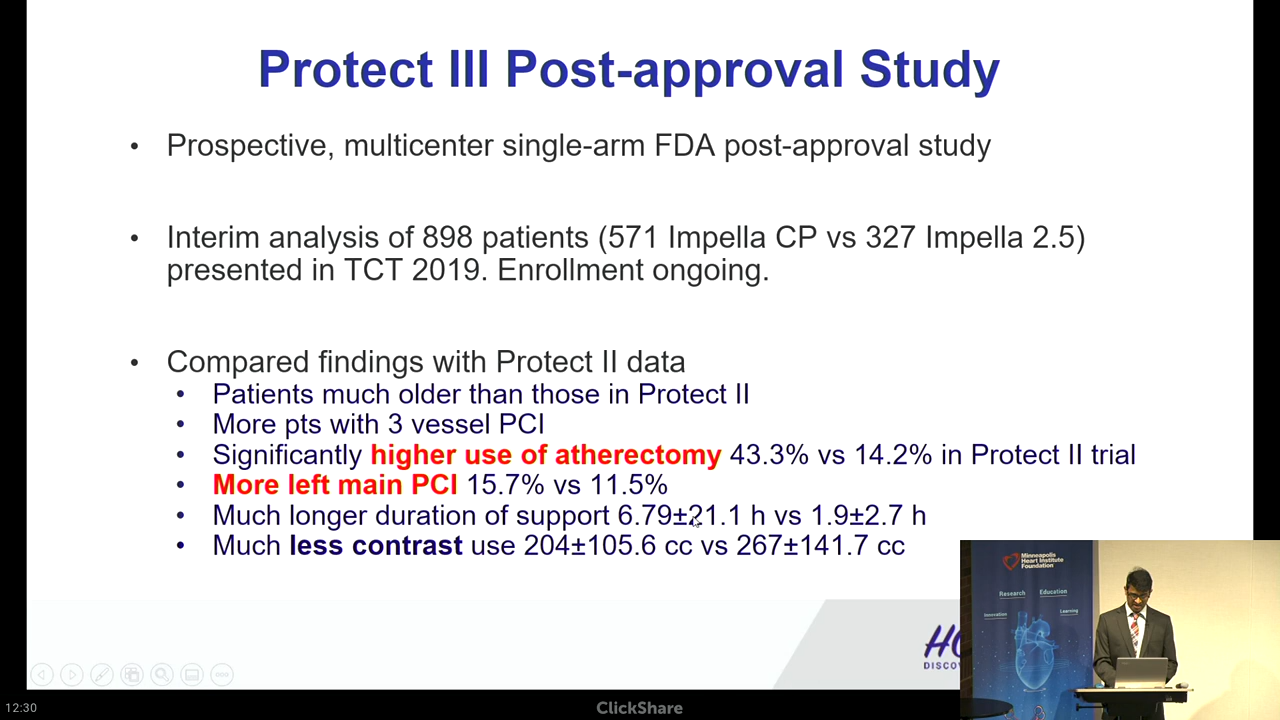 Protect III Post-approval Study
• Prospective, multicenter single-arm FDA post-approval study
• Interim analysis of 898 patients (571 Impella CP vs 327 Impella 2.5)
presented in TCT 2019. Enrollment ongoing.
• Compared findings with Protect II data
• Patients much older than those in Protect II
• More pts with 3 vessel PCI
• Significantly higher use of atherectomy 43.3% vs 14.2% in Protect II trial
• More left main PCI 15.7% vs 11.5%
• Much longer duration of support 6.79±21.1 h vs 1.9±2.7 h
• Much less contrast use 204±105.6 cc vs 267±141.7 cc
Minneapolis
Heart Institute
Foundation
Research
Education
Innovation
Learning
12:30
ClickShare